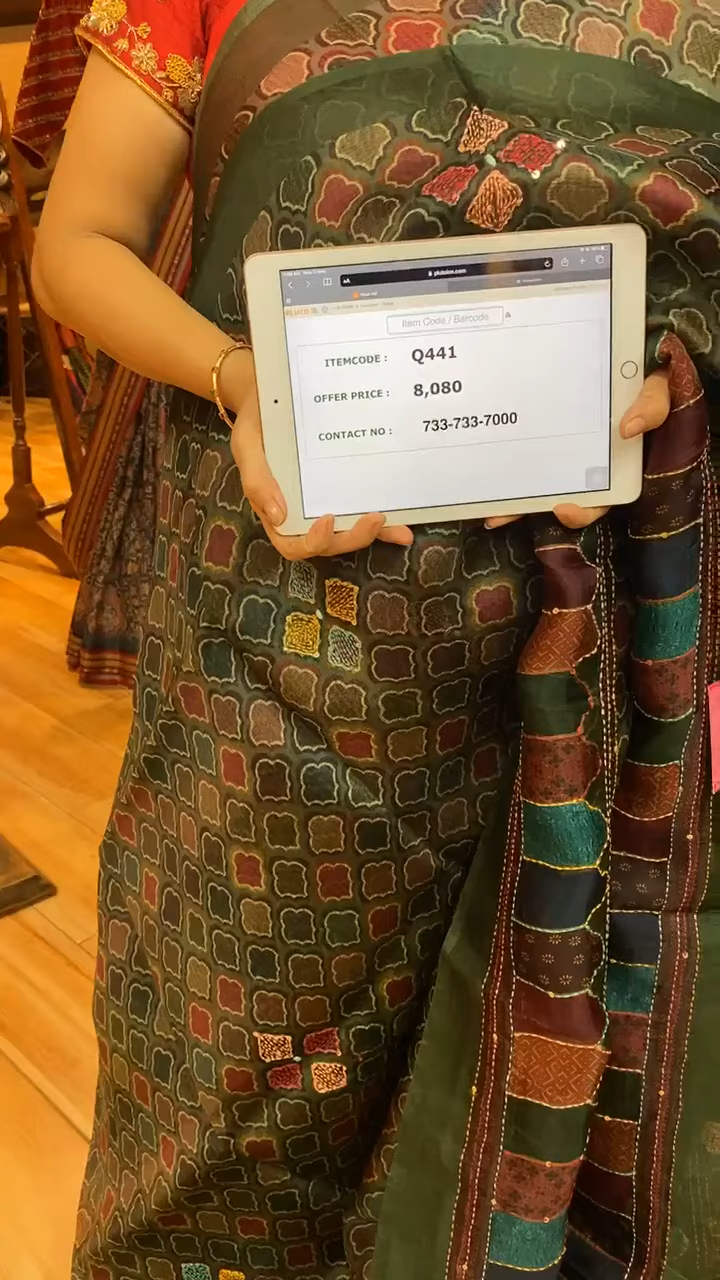 Item Code / Barcode
ITEMCODE : Q441
OFFER PRICE : 8,080
CONTACT NO : 733-733-7000